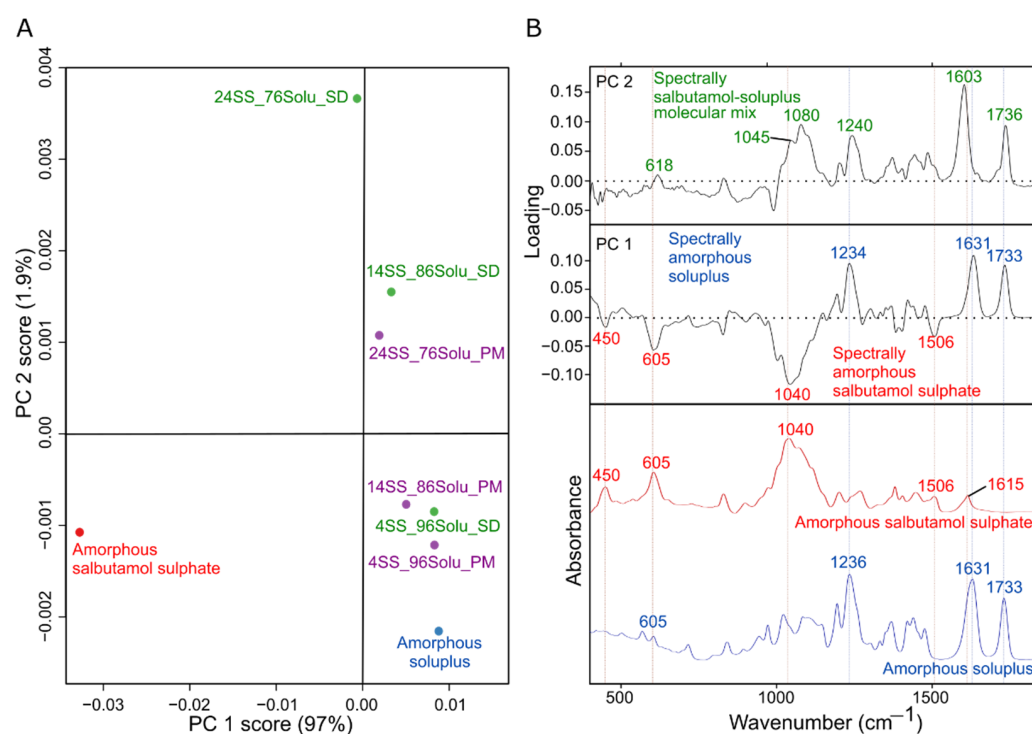 A
0.004
0.003
0.002
0.001
0.00
-0.001
-0.002
PC 2 score (1.9%)
24SS_76Solu_SD
14SS_86Solu_SD
24SS_76Solu_PM
14SS_86Solu_PM
4SS_96Solu_SD
4SS_96Solu_PM
Amorphous
salbutamol sulphate
Amorphous
soluplus
−0.03
−0.02
−0.01
0.00
0.01
PC 1 score (97%)
B
PC 2
Spectrally
salbutamol-soluplus
molecular mix
0.15
0.10
0.05
0.00
−0.05
618
1045
1080
1240
1603
1736
Loading
PC 1
Spectrally
amorphous
soluplus
0.10
0.05
0.00
−0.05
−0.10
1234
1631
1733
450
605
1040
1506
Spectrally
amorphous
salbutamol sulphate
Absorbance
450
605
1040
1506
1615
Amorphous salbutamol sulphate
605
1236
1631
1733
Amorphous soluplus
500
1000
1500
Wavenumber (cm−1)